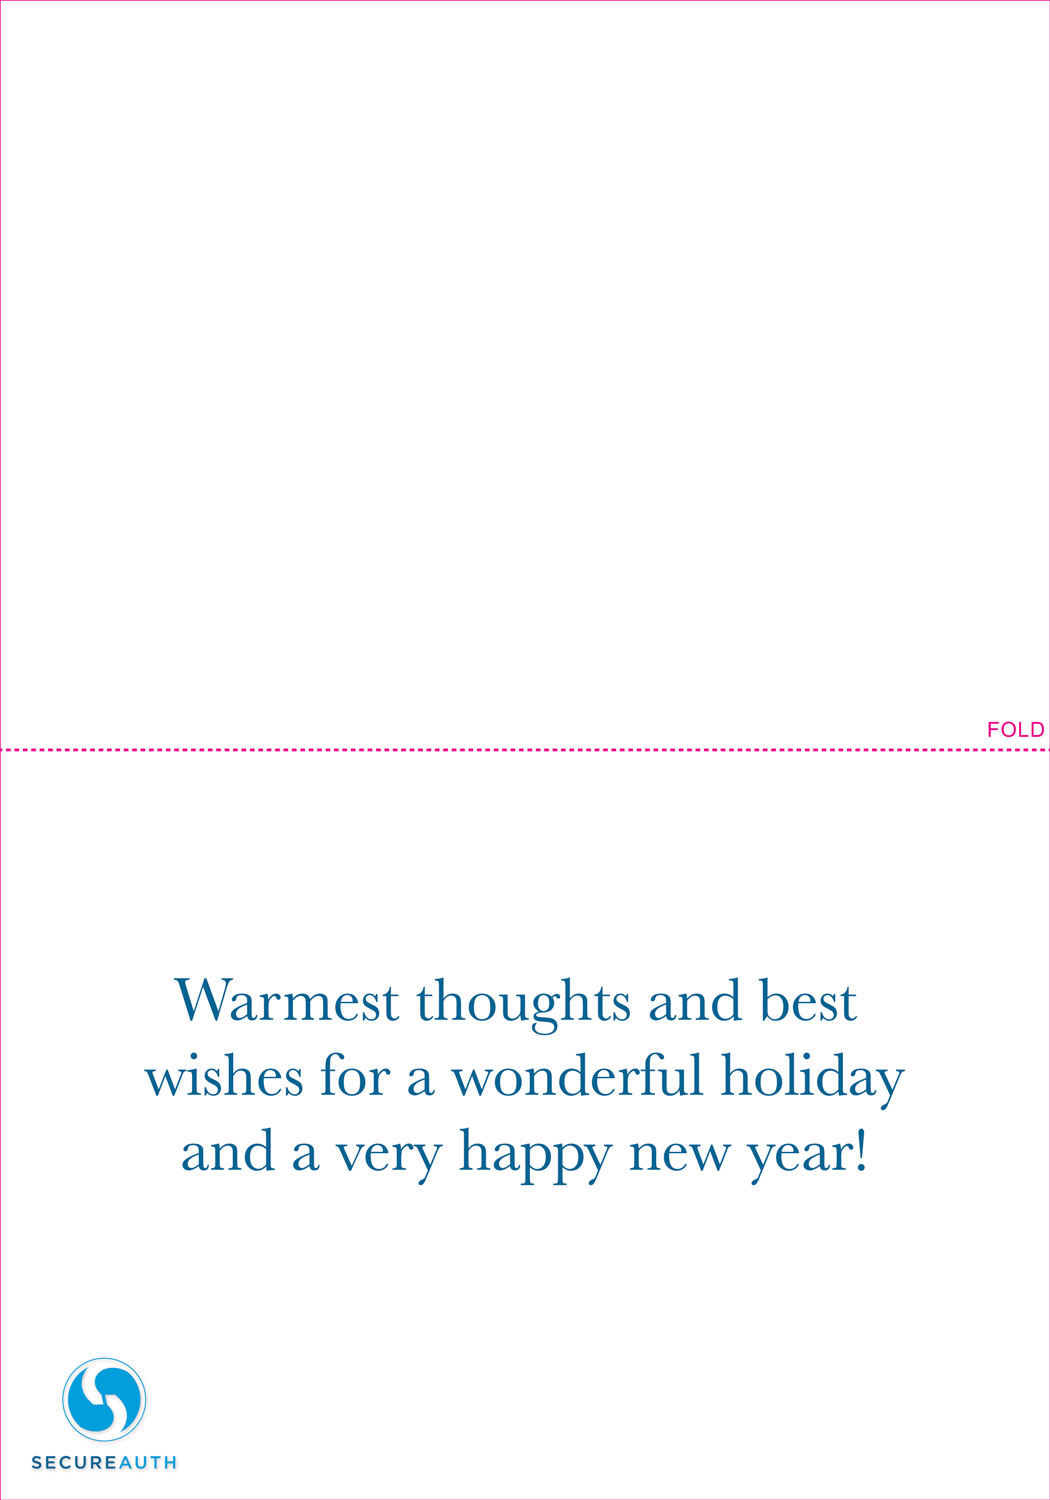 FOLD
Warmest thoughts and best
wishes for a wonderful holiday
and a very happy new year!
SECUREAUTH